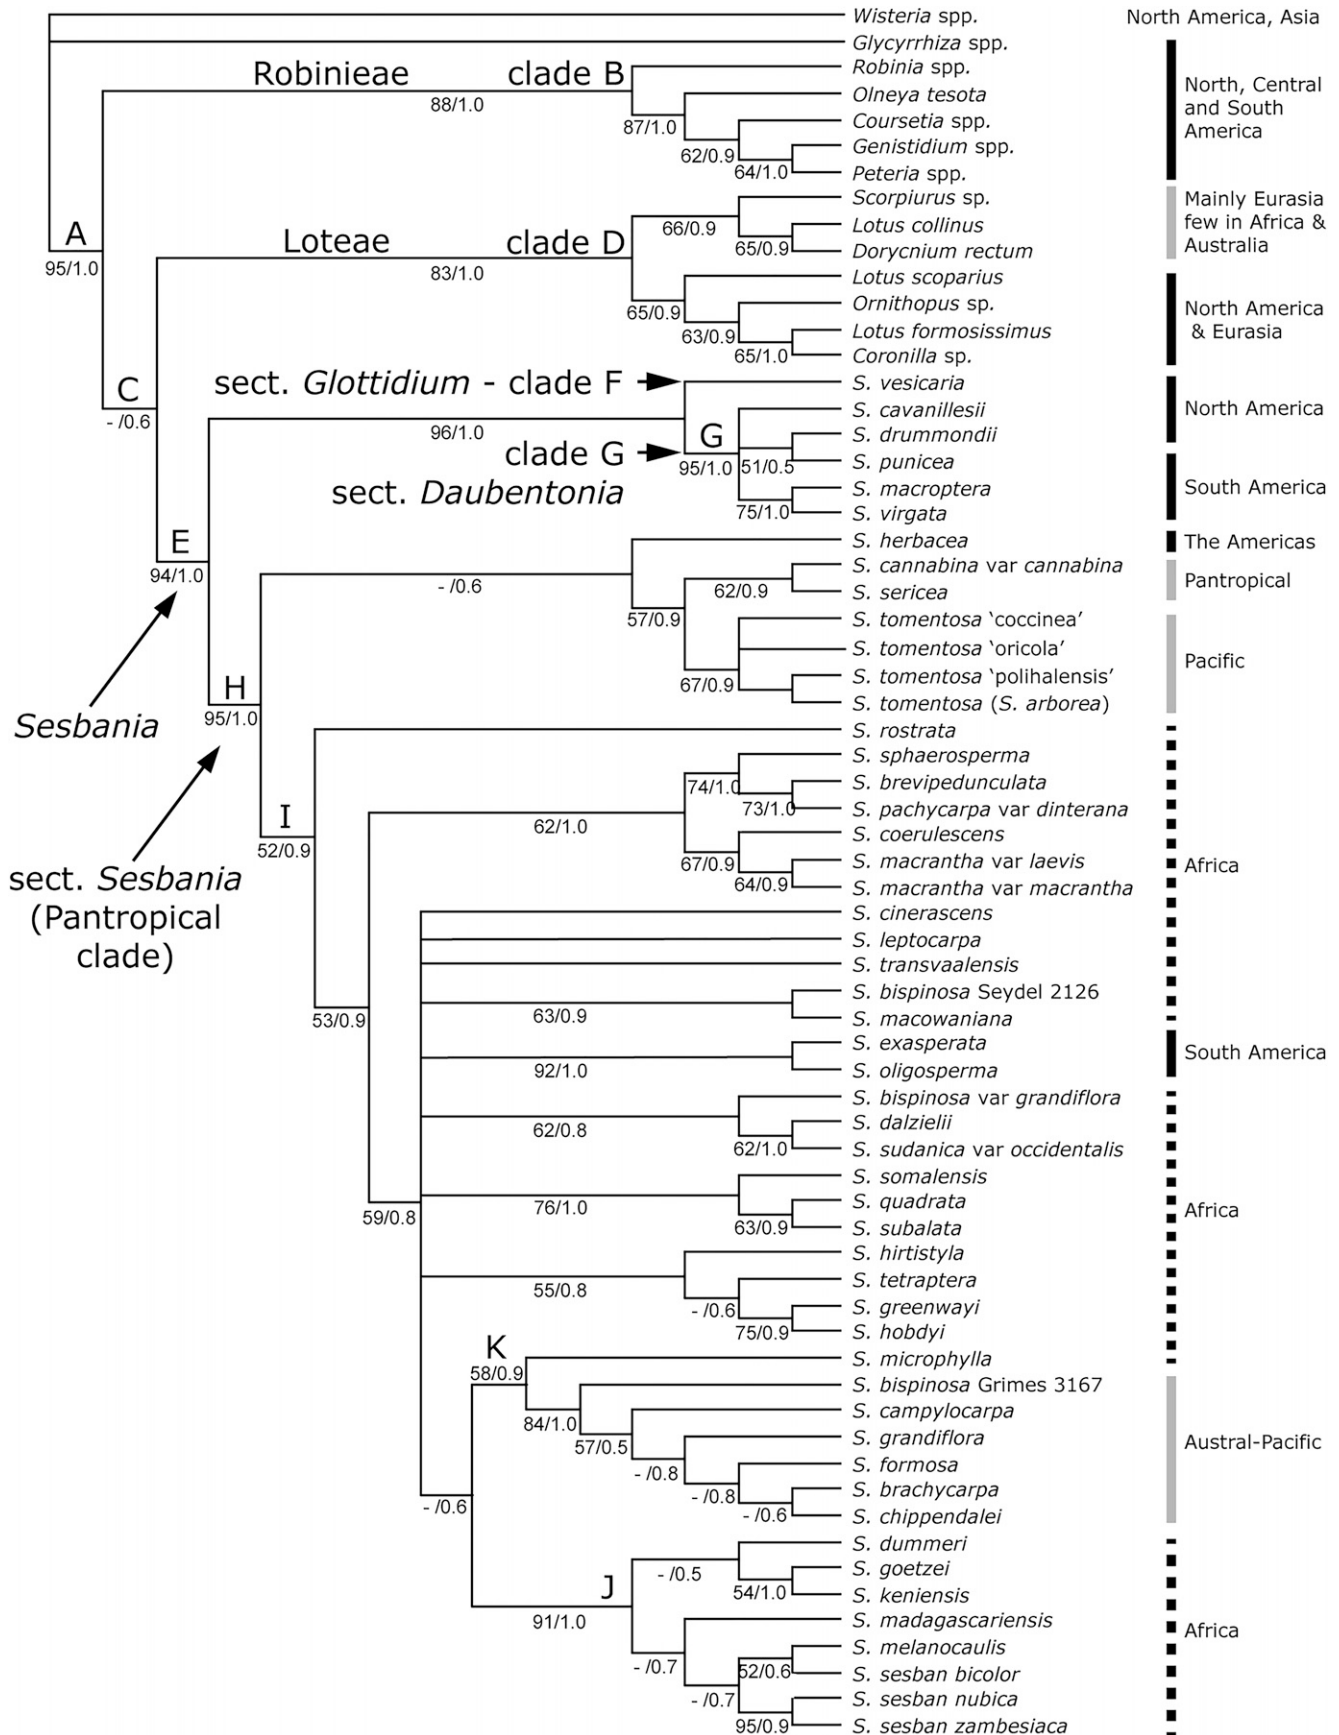 Wisteria spp.
North America, Asia
Glycyrrhiza spp.
Robinieae
clade B
88/1.0
Robinia spp.
Olneya tesota
87/1.0
Coursetia spp.
62/0.9
Genistidium spp.
64/1.0
Peteria spp.
North, Central
and South
America
A
95/1.0
Loteae
clade D
83/1.0
Scorpiurus sp.
66/0.9
Lotus collinus
65/0.9
Dorycnium rectum
Mainly Eurasia
few in Africa &
Australia
Lotus scoparius
65/0.9
Ornithopus sp.
63/0.9
Lotus formosissimus
65/1.0
Coronilla sp.
North America
& Eurasia
C
- /0.6
sect. Glottidium - clade F
96/1.0
S. vesicaria
clade G
sect. Daubentonia
G
95/1.0
S. cavanillesii
S. drummondii
51/0.5
S. punicea
North America
S. macroptera
75/1.0
S. virgata
South America
E
94/1.0
Sesbania
S. herbacea
The Americas
- /0.6
S. cannabina var cannabina
62/0.9
S. sericea
Pantropical
57/0.9
S. tomentosa ‘coccinea’
S. tomentosa ‘oricola’
67/0.9
S. tomentosa ‘polihalensis’
S. tomentosa (S. arborea)
Pacific
H
95/1.0
sect. Sesbania
(Pantropical
clade)
I
52/0.9
S. rostrata
S. sphaerosperma
74/1.0
S. brevipedunculata
73/1.0
S. pachycarpa var dinterana
62/1.0
S. coerulescens
67/0.9
S. macrantha var laevis
64/0.9
S. macrantha var macrantha
Africa
53/0.9
S. cinerascens
S. leptocarpa
S. transvaalensis
S. bispinosa Seydel 2126
63/0.9
S. macowaniana
S. exasperata
92/1.0
S. oligosperma
South America
S. bispinosa var grandiflora
62/0.8
S. dalzielii
62/1.0
S. sudanica var occidentalis
59/0.8
S. somalensis
76/1.0
S. quadrata
63/0.9
S. subalata
Africa
S. hirtistyla
55/0.8
S. tetraptera
- /0.6
S. greenwayi
75/0.9
S. hobdyi
K
58/0.9
S. microphylla
S. bispinosa Grimes 3167
84/1.0
S. campylocarpa
57/0.5
S. grandiflora
- /0.8
S. formosa
- /0.8
S. brachycarpa
- /0.6
S. chippendalei
Austral-Pacific
- /0.6
J
91/1.0
S. dummeri
- /0.5
S. goetzei
54/1.0
S. keniensis
S. madagascariensis
- /0.7
S. melanocaulis
52/0.6
S. sesban bicolor
- /0.7
S. sesban nubica
95/0.9
S. sesban zambesiaca
Africa